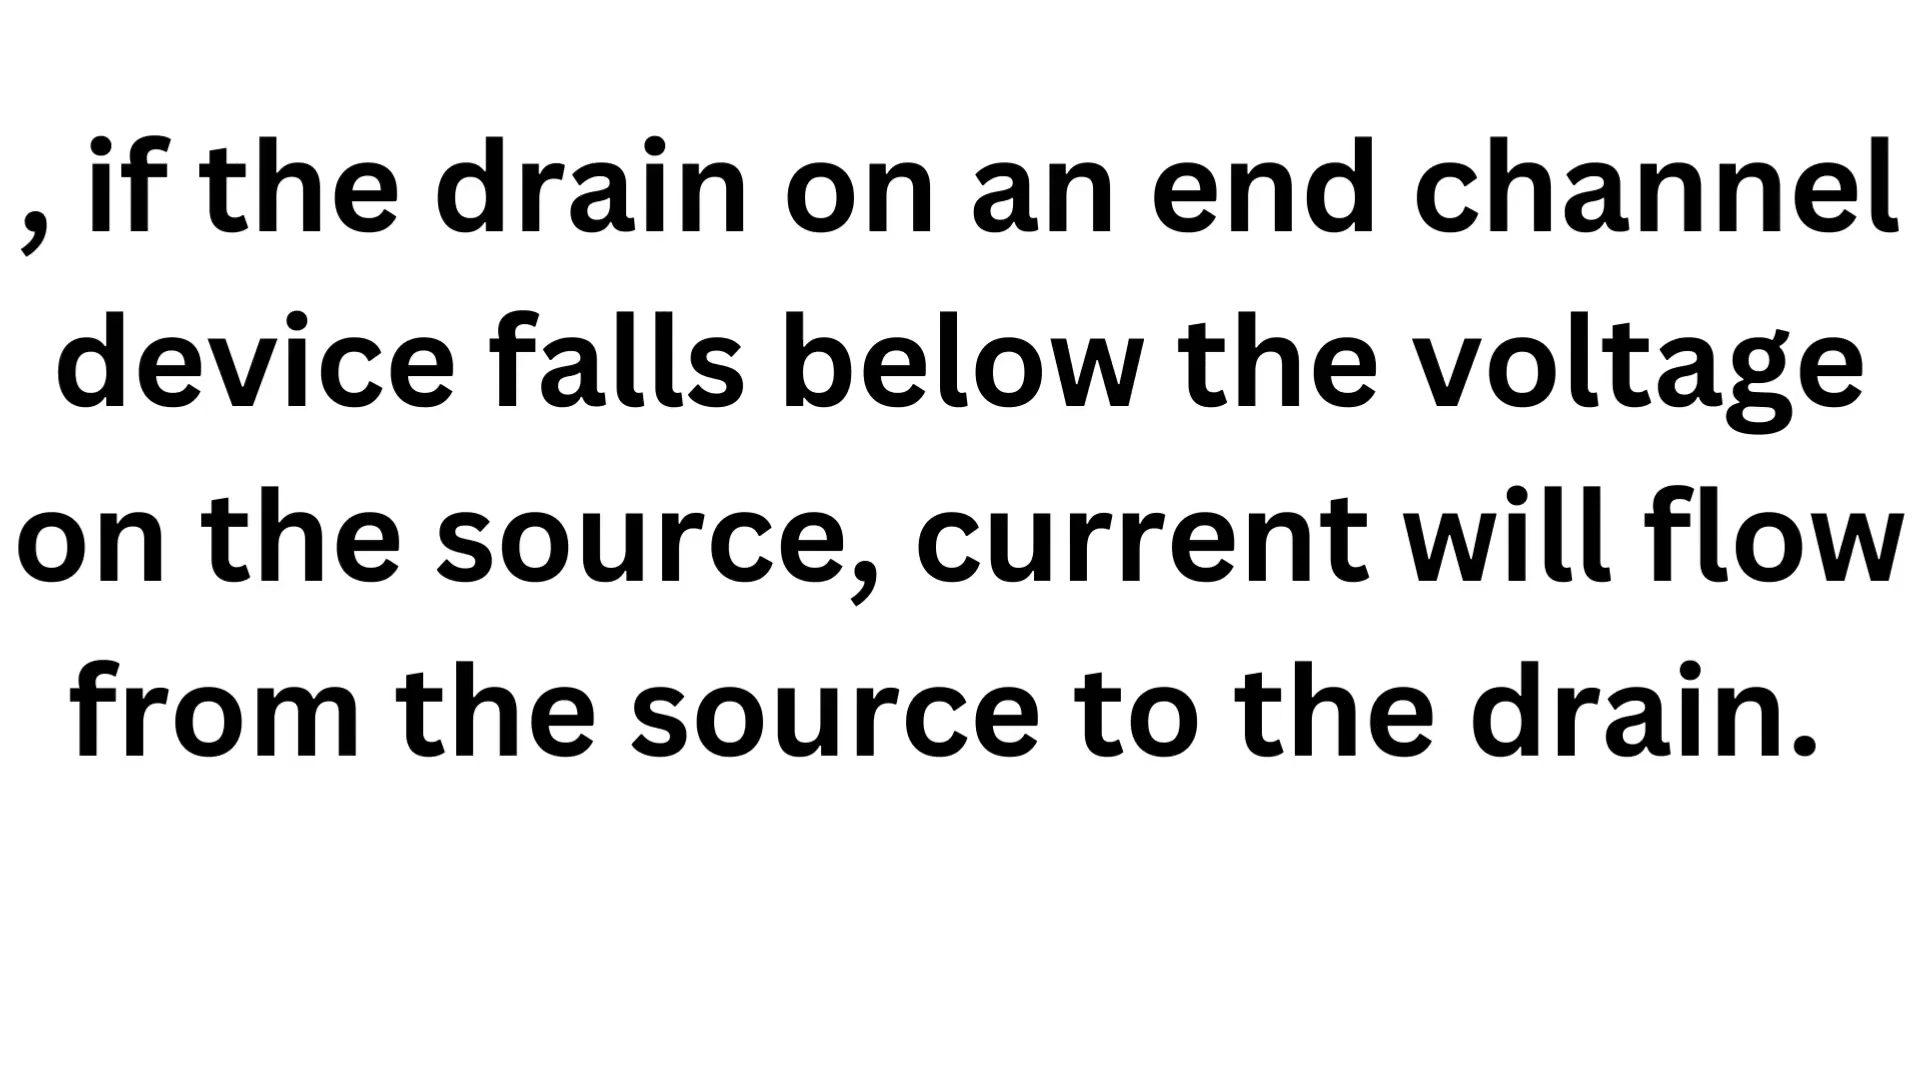 , if the drain on an end channel
device falls below the voltage
on the source, current will flow
from the source to the drain.